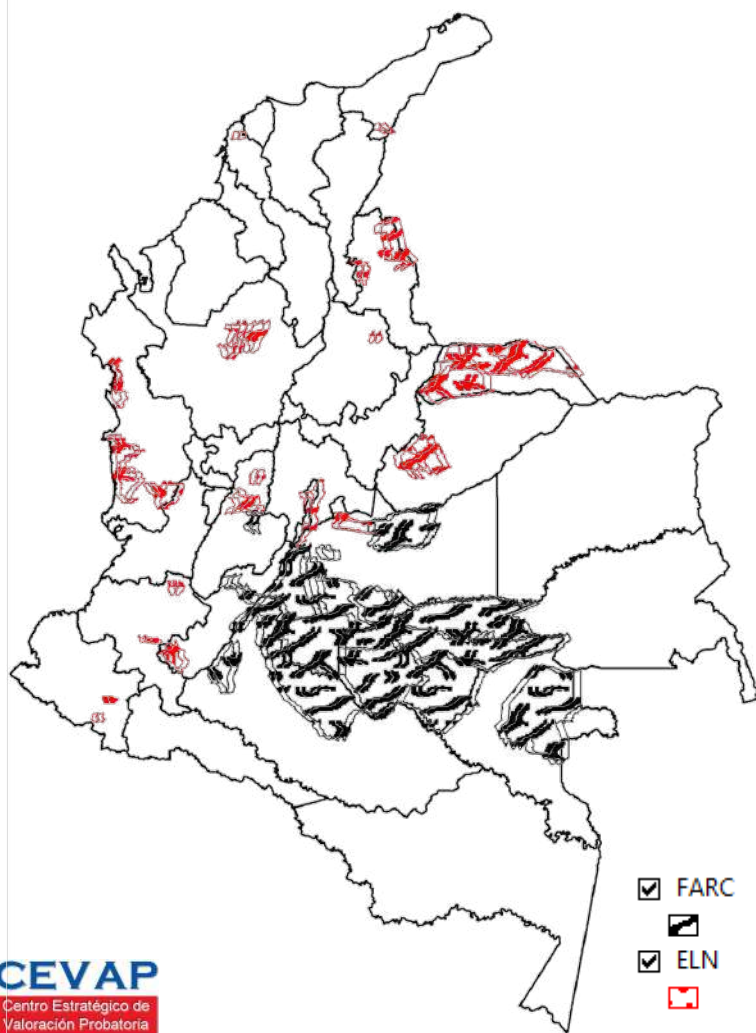 FARC
ELN
CEVAP
Centro Estratégico de
Valoración Probatoria